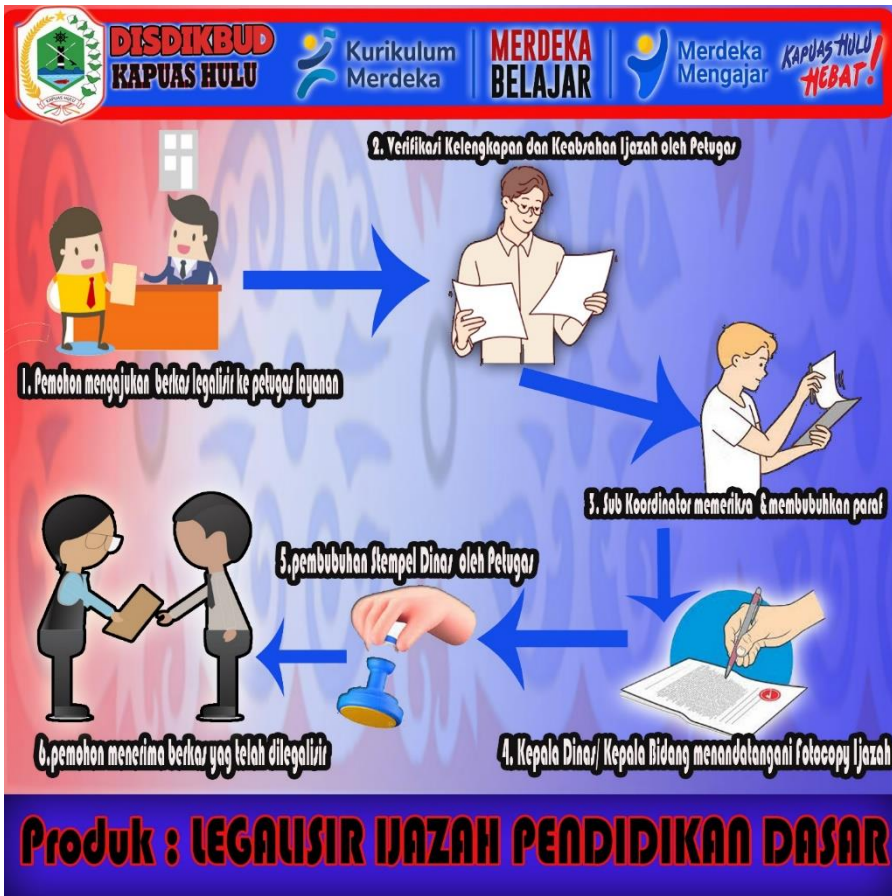 DISDIKBUD
KAPUAS HULU
Kurikulum
Merdeka
MERDEKA
BELAJAR
Merdeka
Mengajar
KAPUAS HULU
HEBAT!
2. Verifikasi Kelengkapan dan Keabsahan Ijazah oleh Petugas
1. Pemohon mengajukan berkas legalisir ke petugas layanan
3. Sub Koordinator memeriksa & membubuhkan paraf
5.pembubuhan Stempel Dinas oleh Petugas
6.pemohon menerima berkas yag telah dilegalisir
4. Kepala Dinas/ Kepala Bidang menandatangani Fotocopy Ijazah
Produk : LEGALISIR IJAZAH PENDIDIKAN DASAR